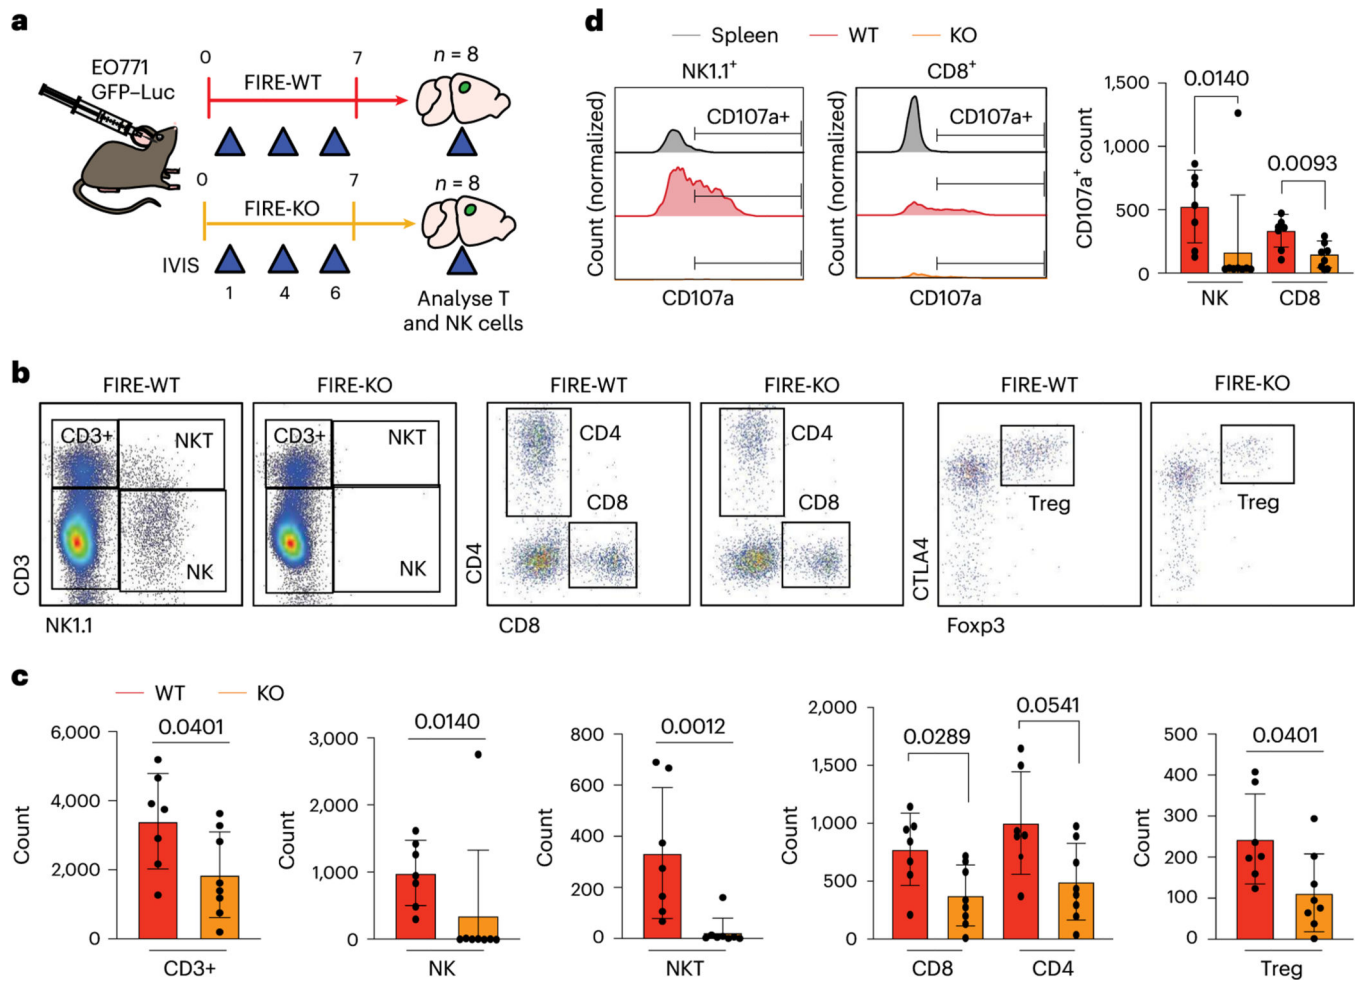 a
EO771
GFP–Luc
0
7
FIRE-WT
n = 8
0
7
FIRE-KO
n = 8
IVIS
1
4
6
Analyse T
and NK cells
d
Spleen
WT
KO
NK1.1+
CD8+
Count (normalized)
CD107a+
CD107a
Count (normalized)
CD107a+
CD107a
CD107a+ count
1,500
1,000
500
0
0.0140
0.0093
NK
CD8
b
FIRE-WT
FIRE-KO
FIRE-WT
FIRE-KO
FIRE-WT
FIRE-KO
CD3+
NKT
NK
CD3+
NKT
NK
CD3
NK1.1
CD4
CD8
CD4
CD8
CD4
CD8
Treg
Treg
CTLA4
Foxp3
c
WT
KO
Count
6,000
4,000
2,000
0
0.0401
CD3+
Count
3,000
2,000
1,000
0
0.0140
NK
Count
800
600
400
200
0
0.0012
NKT
Count
2,000
1,500
1,000
500
0
0.0289
0.0541
CD8
CD4
Count
500
400
300
200
100
0
0.0401
Treg